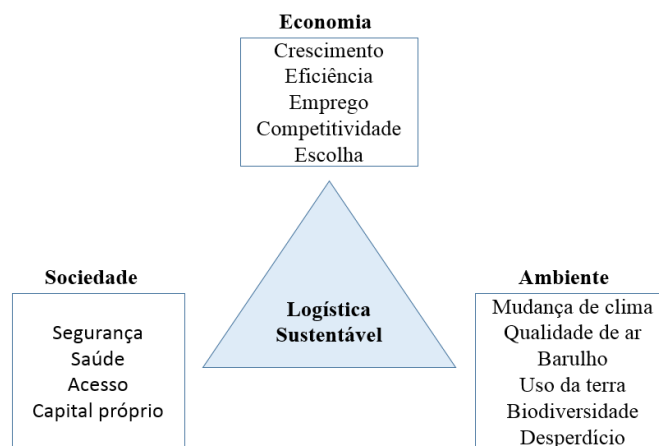 Economia
Crescimento
Eficiência
Emprego
Competitividade
Escolha
Sociedade
Segurança
Saúde
Acesso
Capital próprio
Logística
Sustentável
Ambiente
Mudança de clima
Qualidade de ar
Barulho
Uso da terra
Biodiversidade
Desperdício